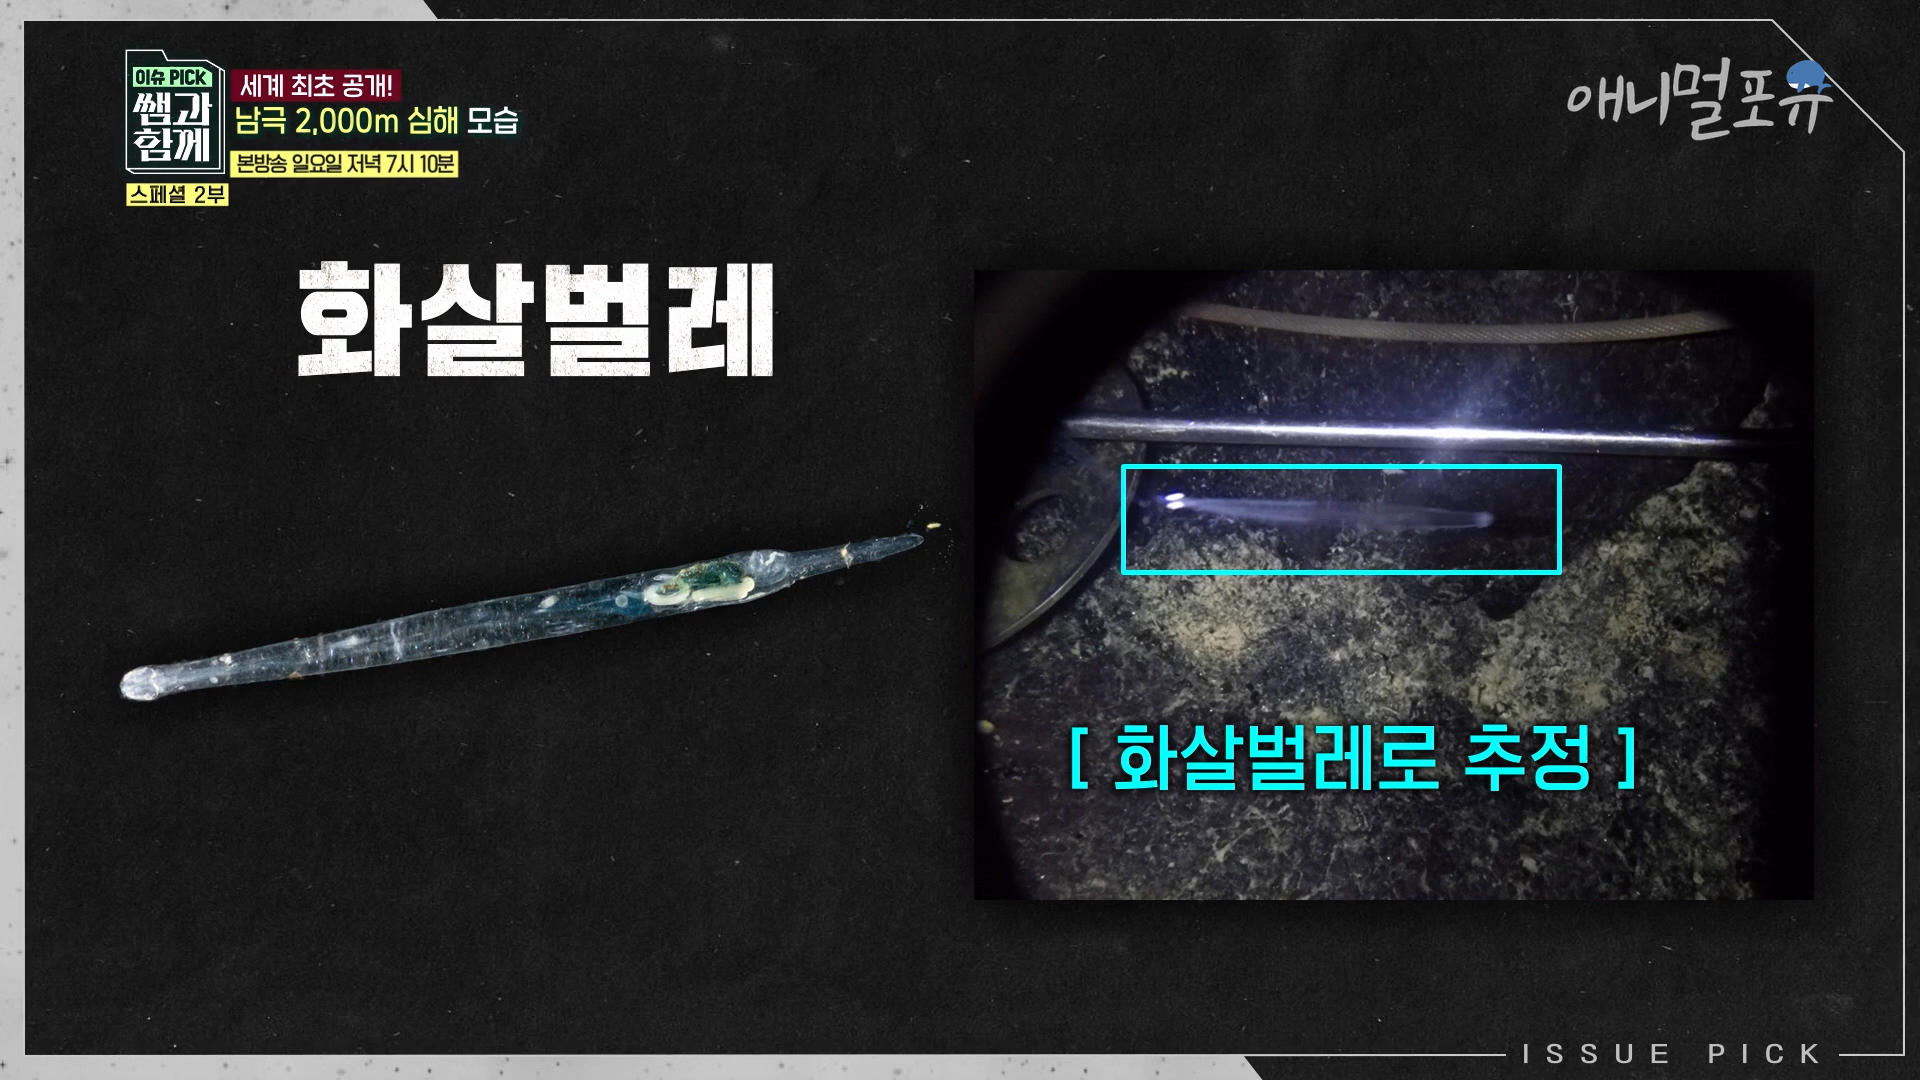 이슈 PICK
쌤과
함께
세계 최초 공개!
남극 2,000m 심해 모습
본방송 일요일 저녁 7시 10분
스페셜 2부
애니멀포유
화살벌레
[ 화살벌레로 추정 ]
ISSUE PICK